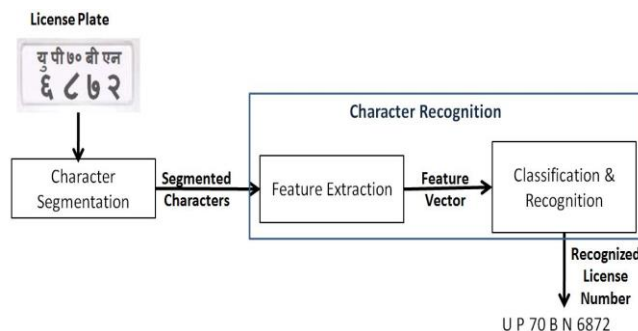 License Plate
यु पी ७० बी एन
६ ८ ७ २
Character Recognition
Character
Segmentation
Segmented
Characters
Feature Extraction
Feature
Vector
Classification &
Recognition
Recognized
License
Number
U P 70 B N 6872